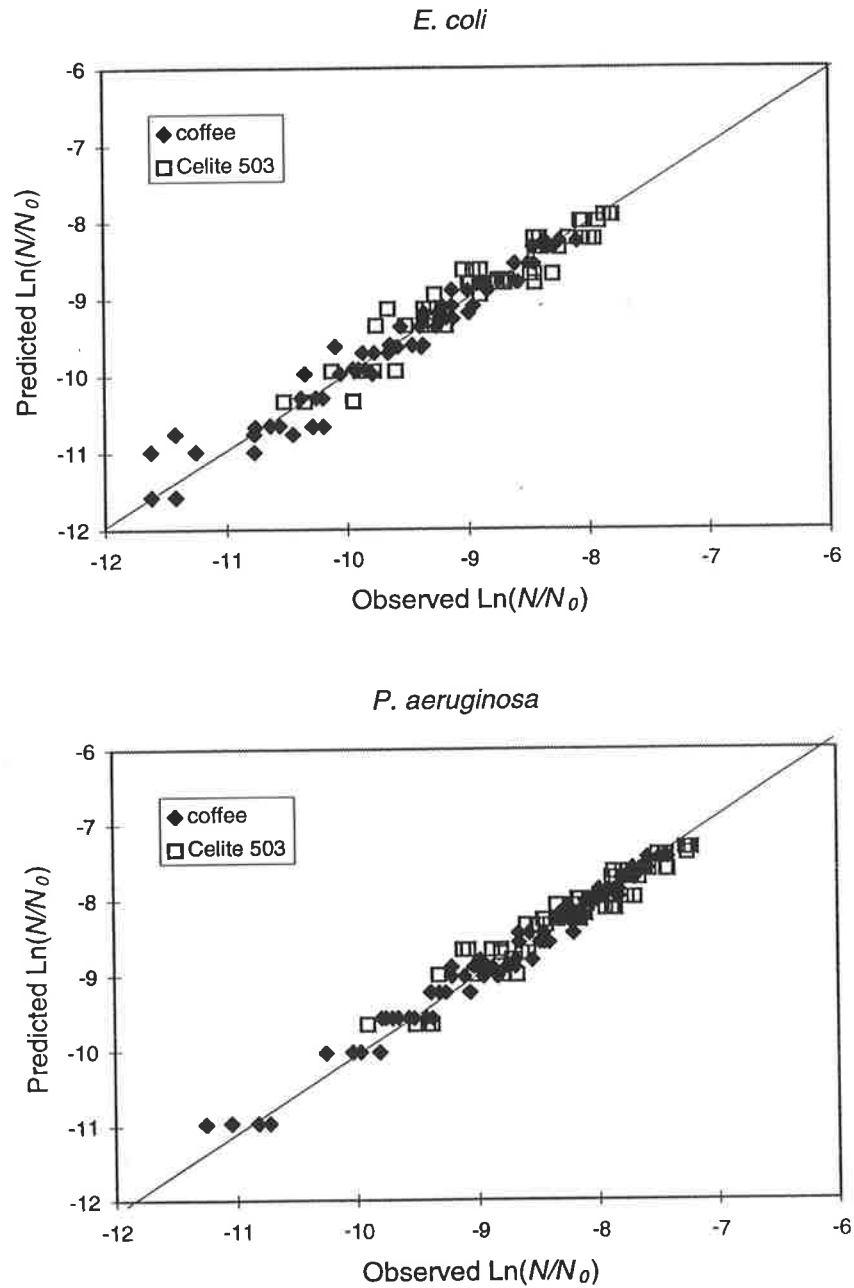 E. coli
-6
-7
-8
-9
-10
-11
-12
Predicted Ln(N/N₀)
coffee
Celite 503
-12 -11 -10 -9 -8 -7 -6
Observed Ln(N/N₀)
P. aeruginosa
-6
-7
-8
-9
-10
-11
-12
Predicted Ln(N/N₀)
coffee
Celite 503
-12 -11 -10 -9 -8 -7 -6
Observed Ln(N/N₀)